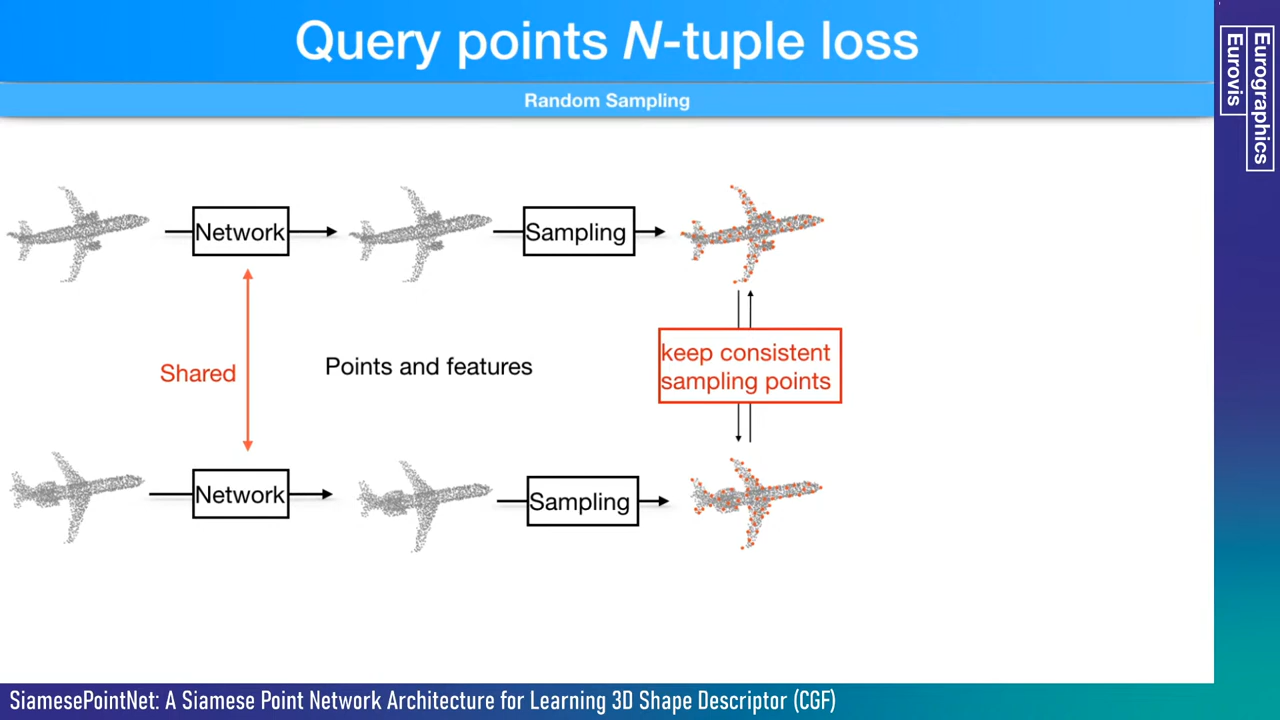 Query points N-tuple loss
Random Sampling
Eurographics
Eurovis
Network
Sampling
Shared
Points and features
keep consistent
sampling points
Network
Sampling
SiamesePointNet: A Siamese Point Network Architecture for Learning 3D Shape Descriptor (CGF)